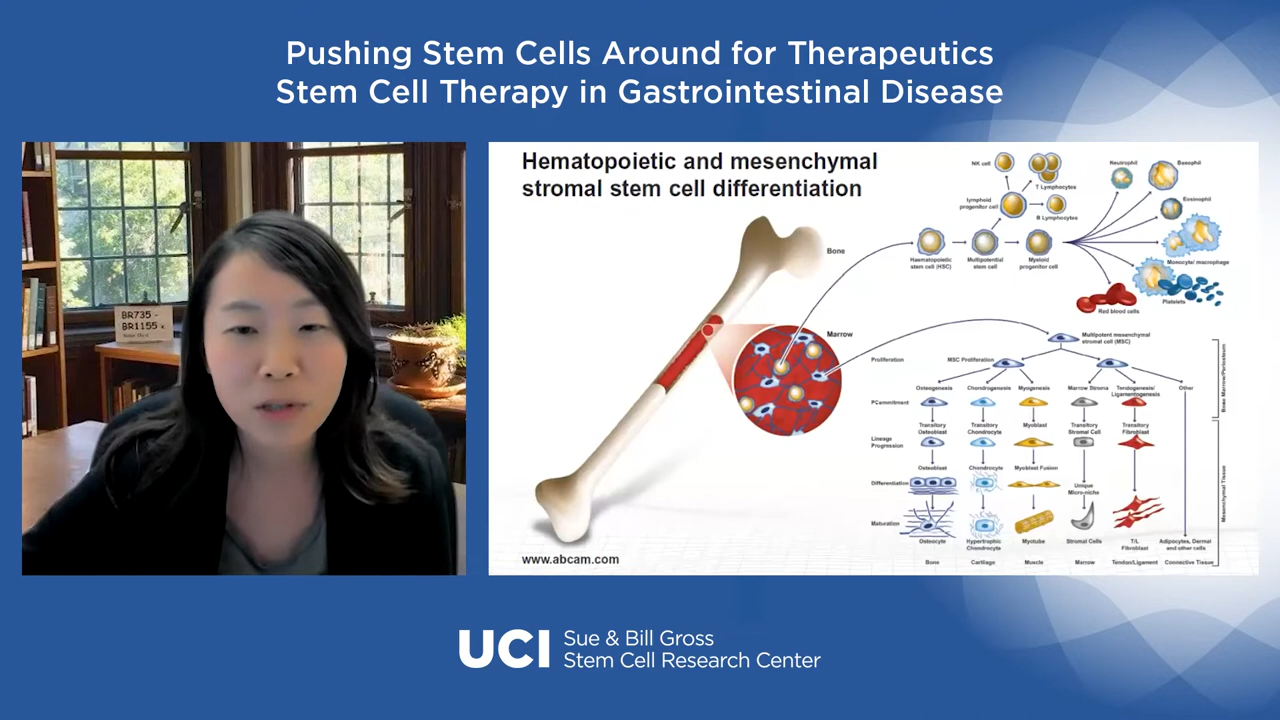 Pushing Stem Cells Around for Therapeutics
Stem Cell Therapy in Gastrointestinal Disease
BR735 -
BR1155 x
Hematopoietic and mesenchymal
stromal stem cell differentiation
Bone
Marrow
www.abcam.com
NK cell
T Lymphocytes
lymphoid
progenitor cell
B Lymphocytes
Haematopoietic
stem cell (HSC)
Multipotential
stem cell
Myeloid
progenitor cell
Neutrophil
Basophil
Eosinophil
Monocyte/ macrophage
Platelets
Red blood cells
Multipotent mesenchymal
stromal cell (MSC)
Proliferation
MSC Proliferation
Osteogenesis
Chondrogenesis
Myogenesis
Marrow Stroma
Tendogenesis/
Ligamentogenesis
Other
PCommitment
Transitory
Osteoblast
Transitory
Chondrocyte
Myoblast
Transitory
Stromal Cell
Transitory
Fibroblast
Lineage
Progression
Osteoblast
Chondrocyte
Myoblast Fusion
Unique
Micro-niche
Differentiation
Maturation
Osteocyte
Hypertrophic
Chondrocyte
Myotube
Stromal Cells
T/L
Fibroblast
Adipocytes, Dermal
and other cells
Bone
Cartilage
Muscle
Marrow
Tendon/Ligament
Connective Tissue
Bone Marrow/Periosteum
Mesenchymal Tissue
UCI
Sue & Bill Gross
Stem Cell Research Center